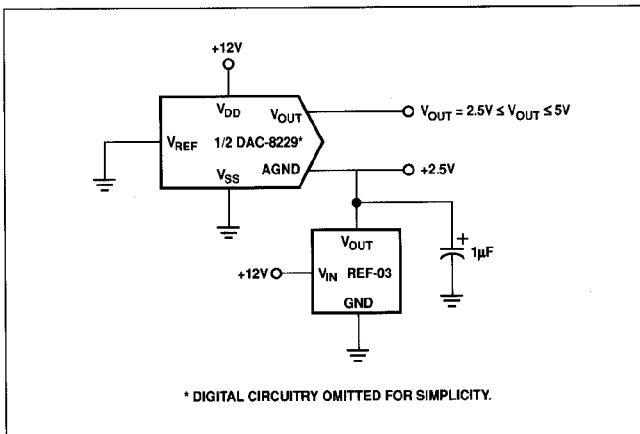 +12V
VDD
VOUT
VOUT = 2.5V ≤ VOUT ≤ 5V
VREF
1/2 DAC-8229*
VSS
AGND
+2.5V
VOUT
+
1µF
+12V
VIN
REF-03
GND
* DIGITAL CIRCUITRY OMITTED FOR SIMPLICITY.